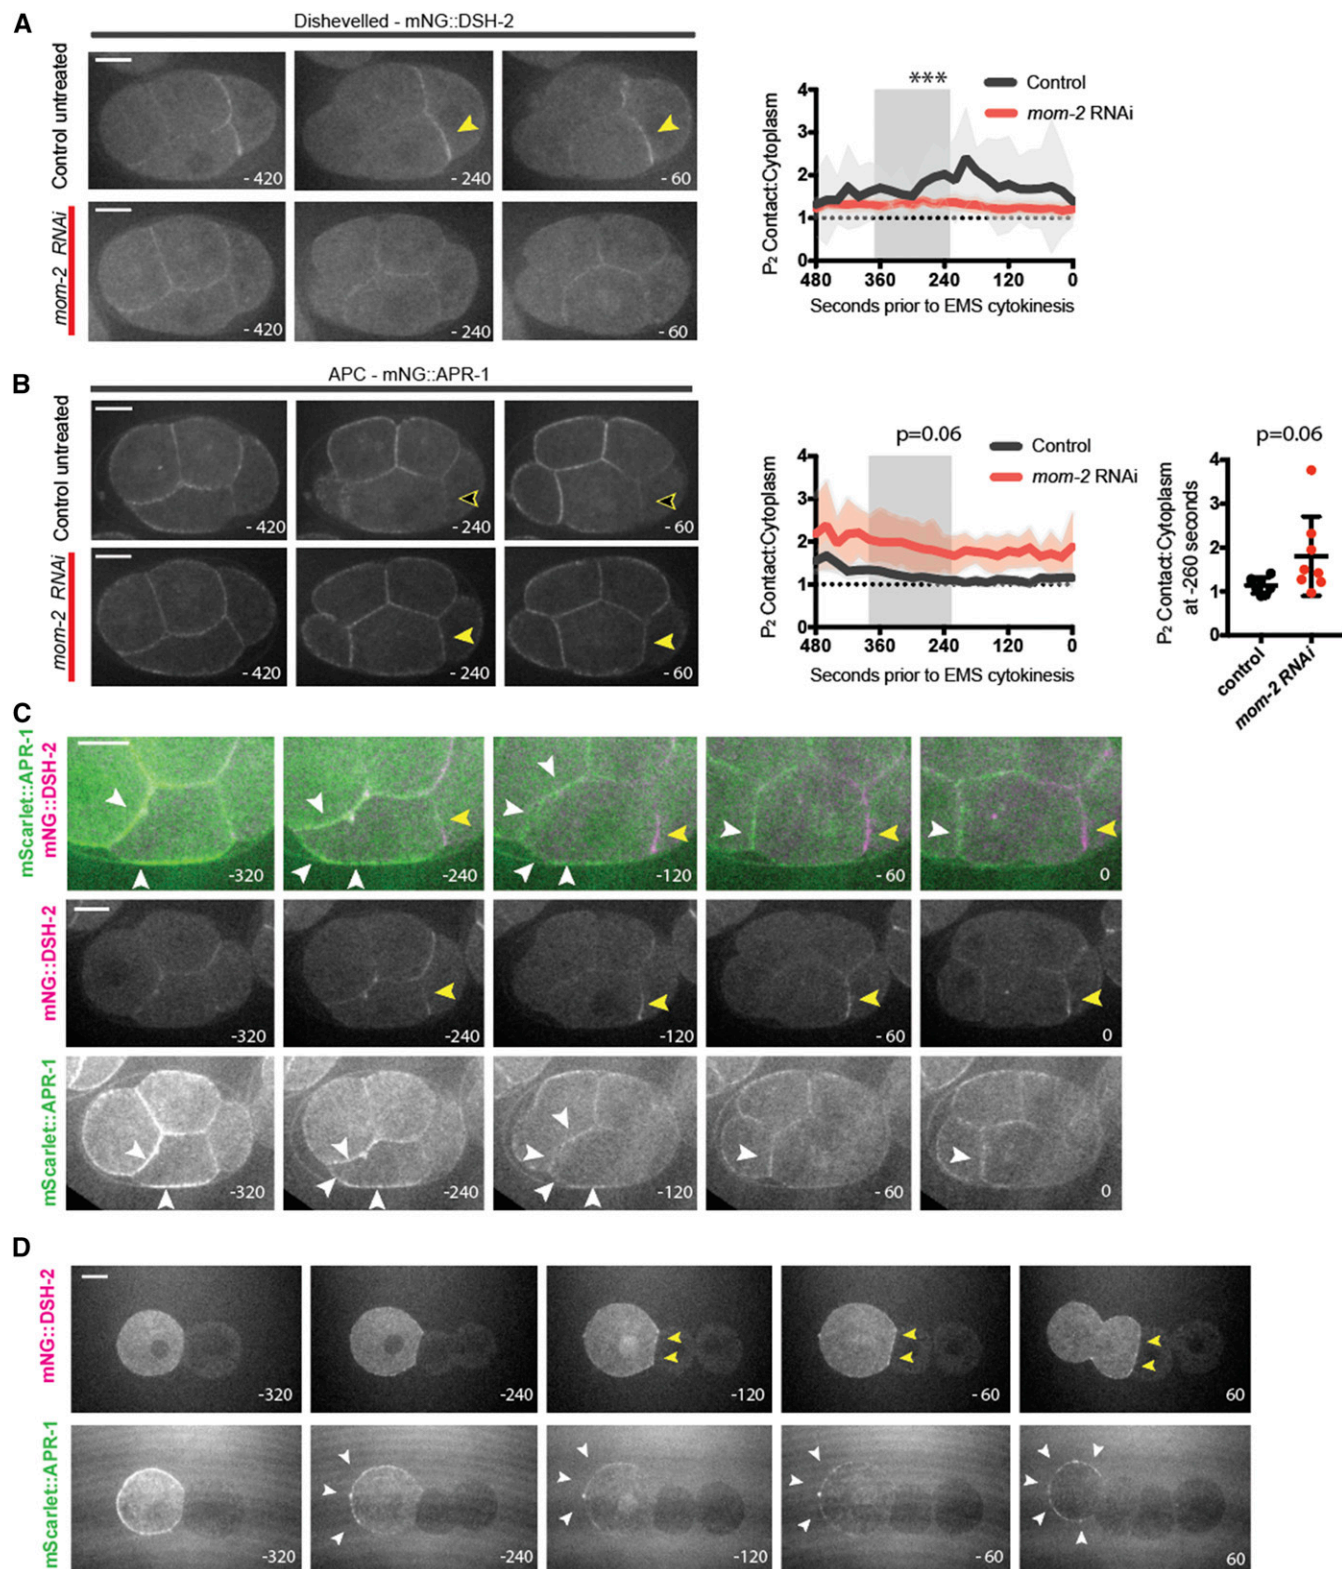 A
Dishevelled - mNG::DSH-2
Control untreated
- 420
- 240
- 60
mom-2 RNAi
- 420
- 240
- 60
***
Control
mom-2 RNAi
P2 Contact:Cytoplasm
4
3
2
1
0
480 360 240 120 0
Seconds prior to EMS cytokinesis
B
APC - mNG::APR-1
Control untreated
- 420
- 240
- 60
mom-2 RNAi
- 420
- 240
- 60
p=0.06
Control
mom-2 RNAi
P2 Contact:Cytoplasm
4
3
2
1
0
480 360 240 120 0
Seconds prior to EMS cytokinesis
p=0.06
P2 Contact:Cytoplasm
at -260 seconds
4
3
2
1
0
control
mom-2 RNAi
C
mScarlet::APR-1
mNG::DSH-2
-320
-240
-120
- 60
0
mNG::DSH-2
-320
-240
-120
- 60
0
mScarlet::APR-1
-320
-240
-120
- 60
0
D
mNG::DSH-2
-320
-240
-120
- 60
60
mScarlet::APR-1
-320
-240
-120
- 60
60